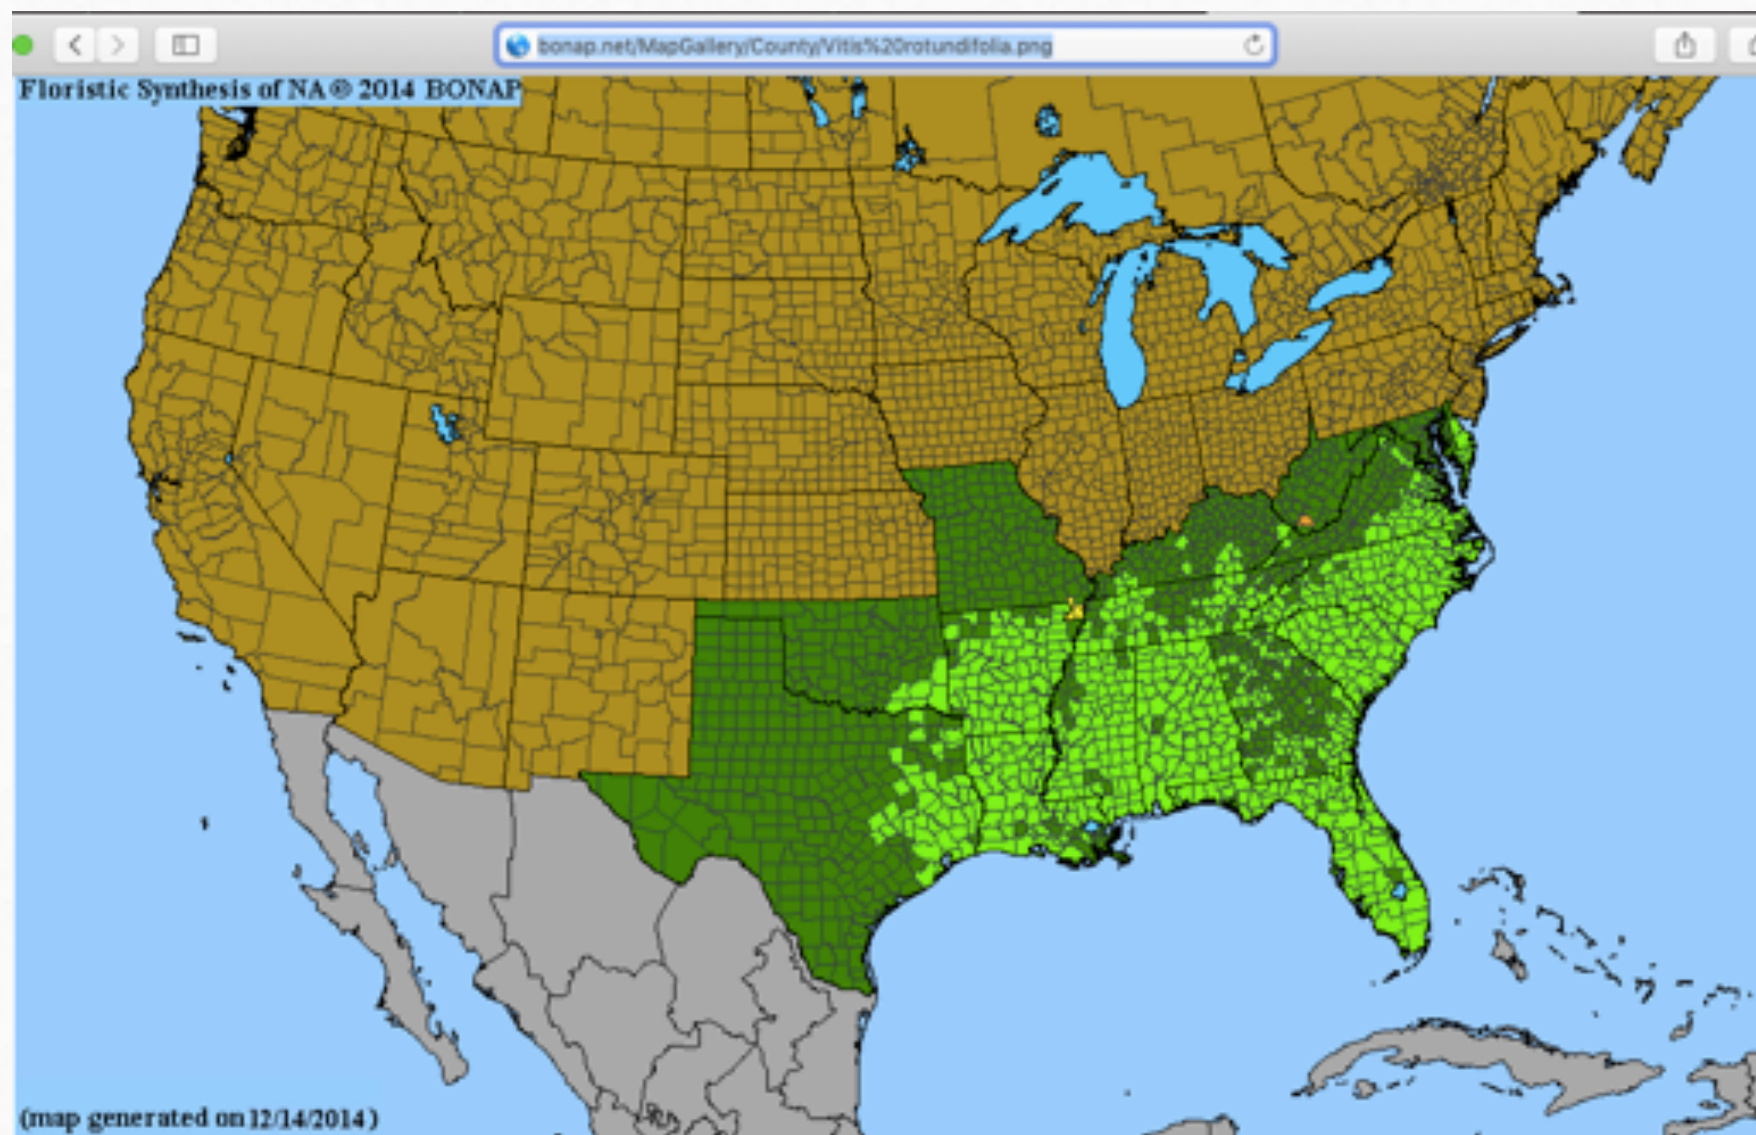 bonap.net/MapGallery/County/Vitis%20rotundifolia.png
Floristic Synthesis of NA © 2014 BONAP
(map generated on 12/14/2014)